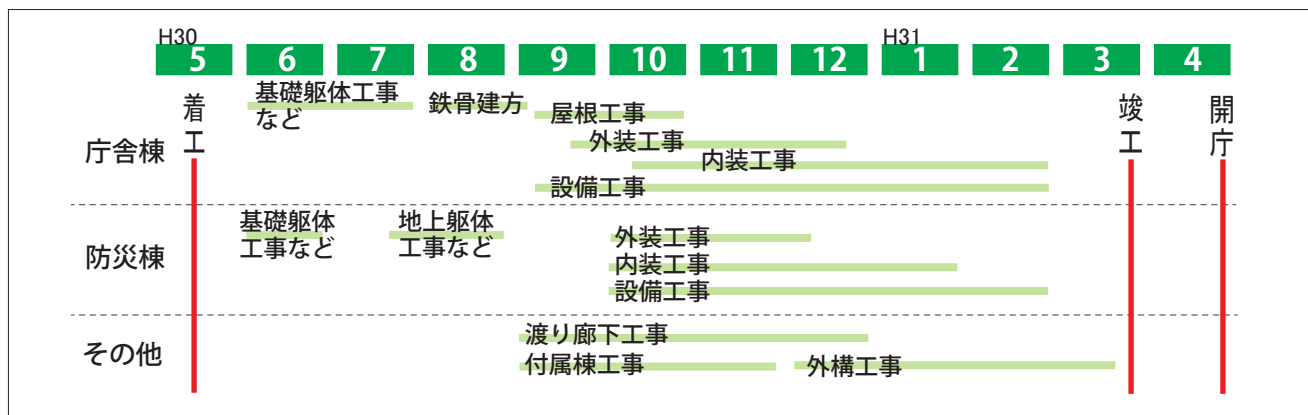 H30 H31
5 6 7 8 9 10 11 12 1 2 3 4
着工
竣工
開庁
庁舎棟
基礎躯体工事
など
鉄骨建方
屋根工事
外装工事
内装工事
設備工事
防災棟
基礎躯体
工事など
地上躯体
工事など
外装工事
内装工事
設備工事
その他
渡り廊下工事
付属棟工事
外構工事